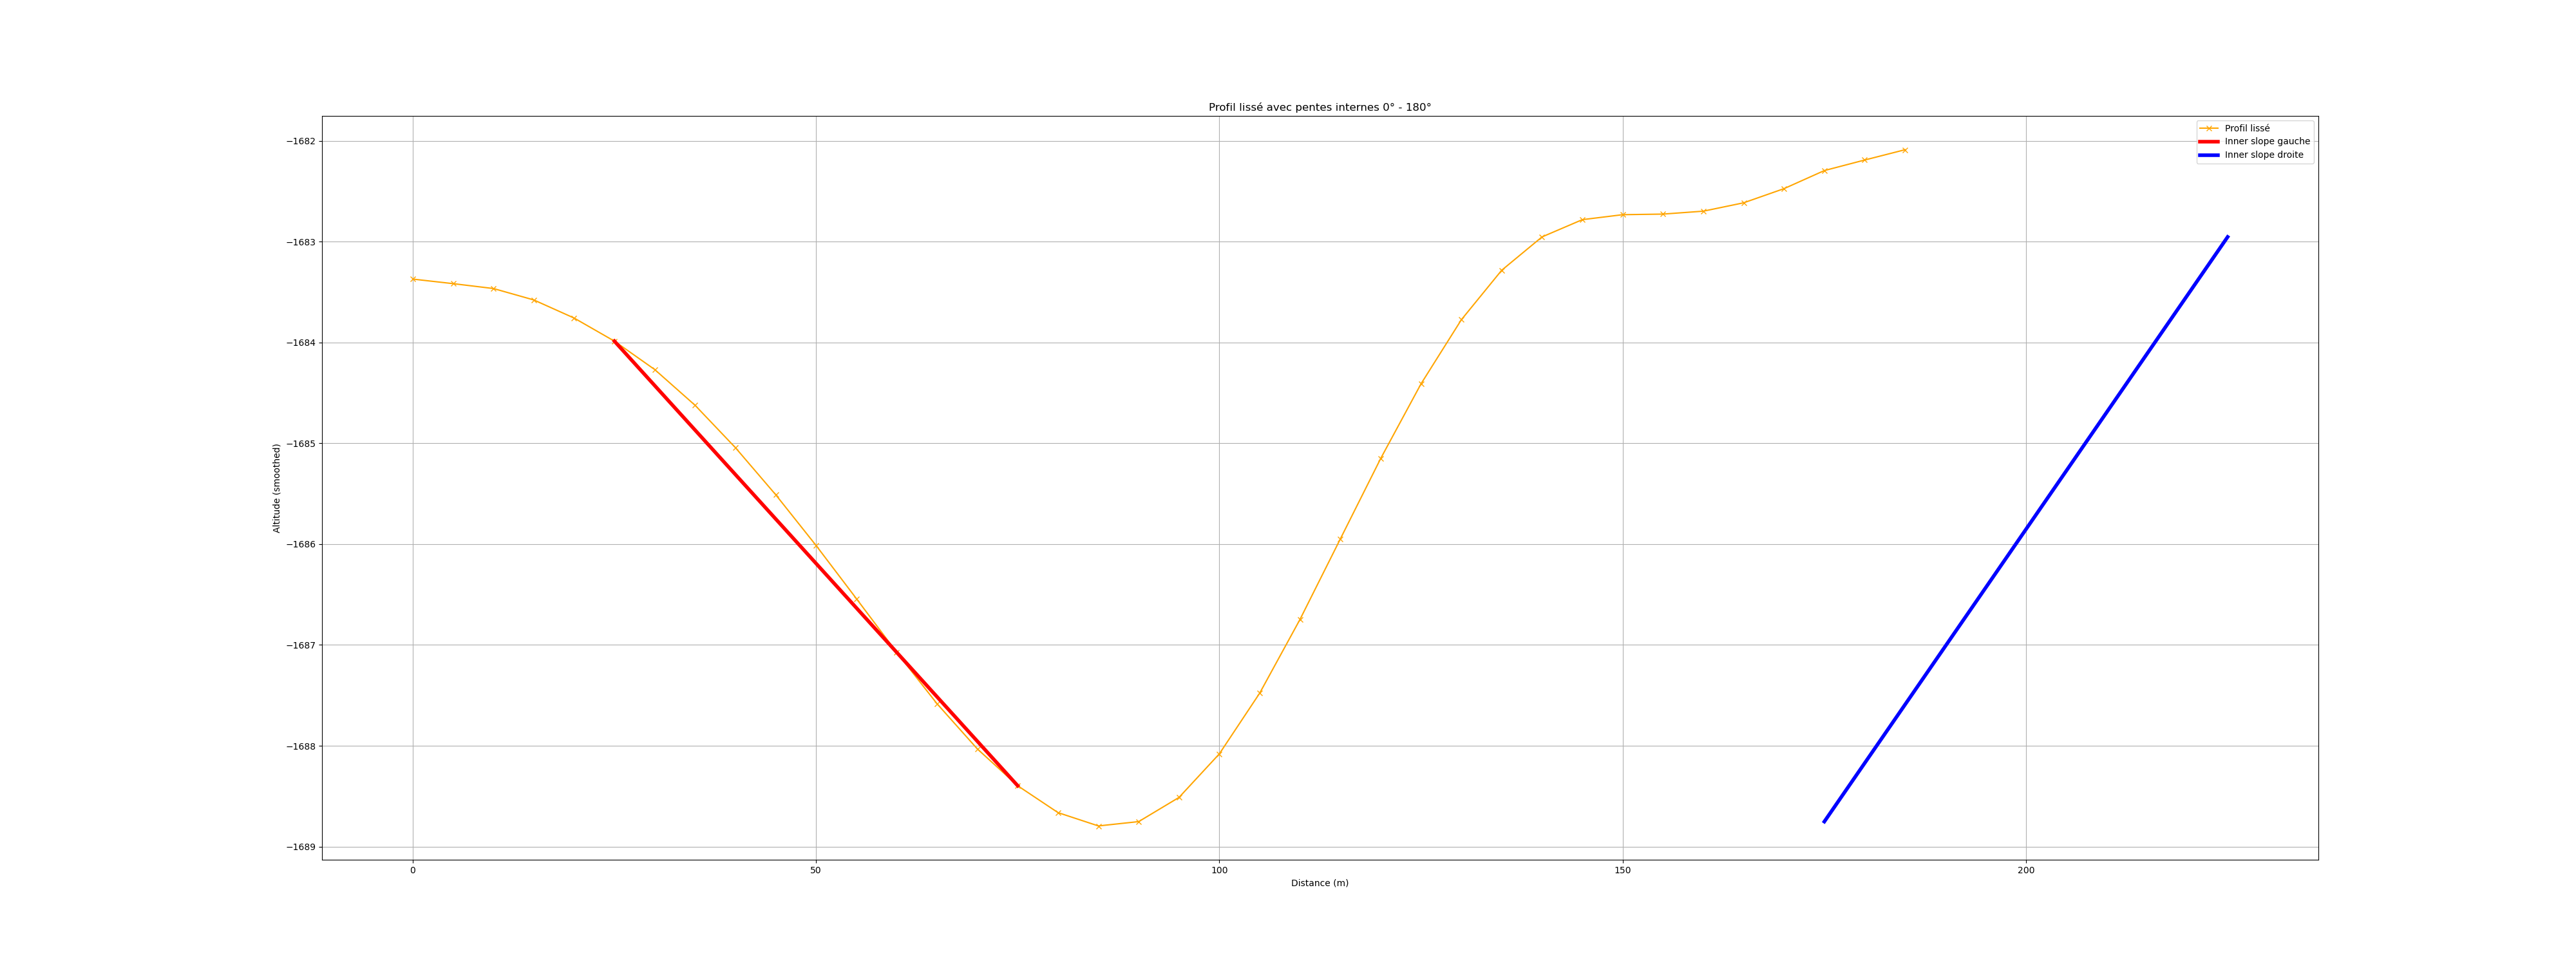 Profil lissé avec pentes internes 0° - 180°
Profil lissé
Inner slope gauche
Inner slope droite
−1682
−1683
−1684
−1685
−1686
−1687
−1688
−1689
Altitude (smoothed)
0
50
100
150
200
Distance (m)